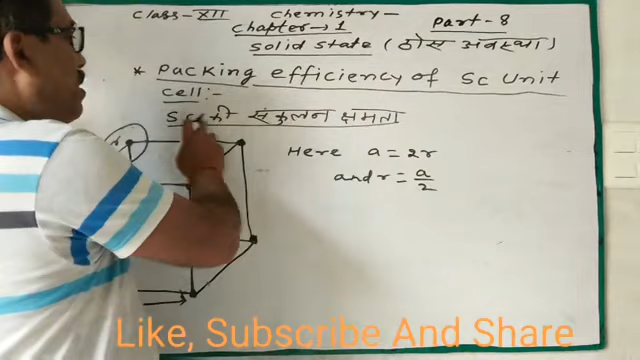 Class-XII Chemistry- Part-8
Chapter→1
Solid State (ठोस अवस्था)
* Packing efficiency of Sc Unit
Cell:-
SC की संकुलन क्षमता
Here a = 2r
and r = a/2
Like, Subscribe And Share